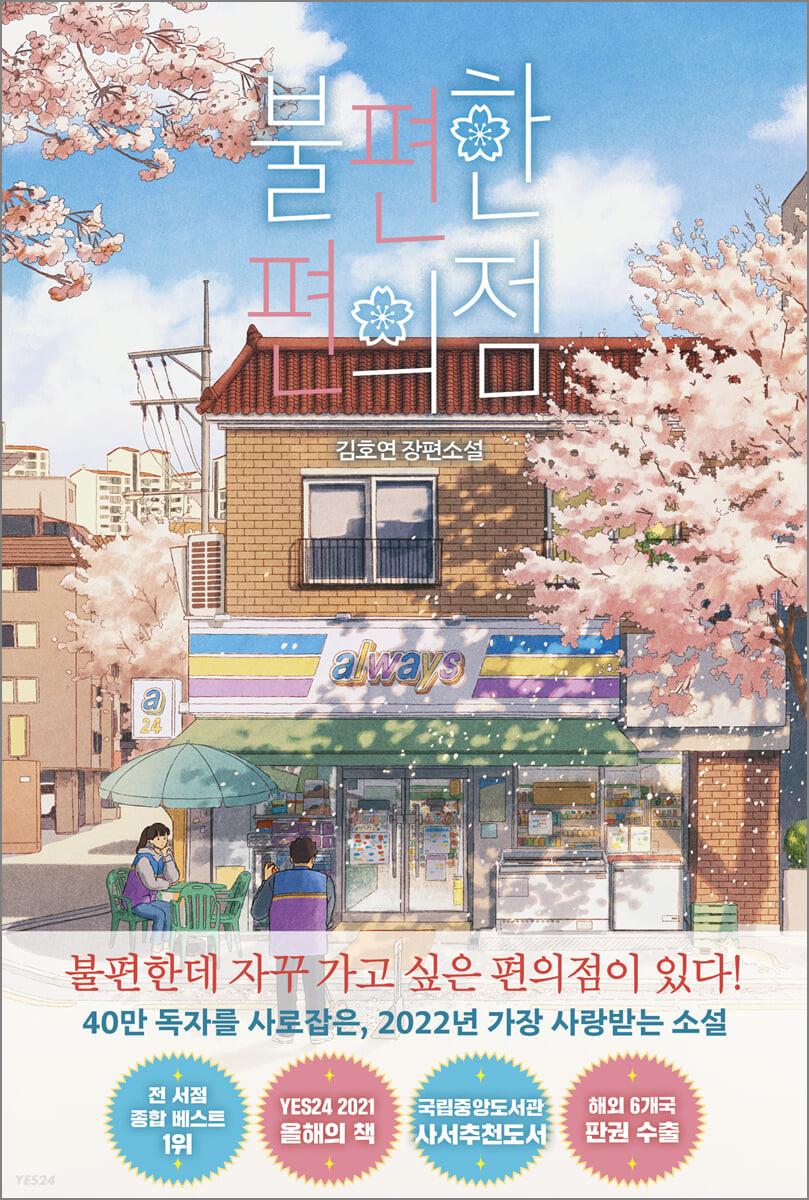 불편한
편의점
김호연 장편소설
always
a
24
불편한데 자꾸 가고 싶은 편의점이 있다!
40만 독자를 사로잡은, 2022년 가장 사랑받는 소설
전 서점
종합 베스트
1위
YES24 2021
올해의 책
국립중앙도서관
사서추천도서
해외 6개국
판권 수출
YES24